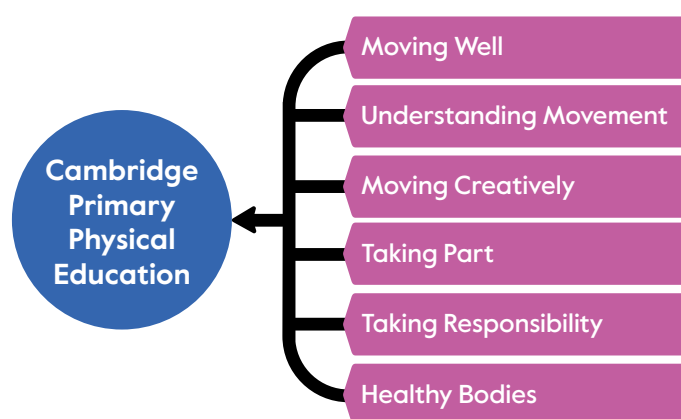 Cambridge
Primary
Physical
Education
Moving Well
Understanding Movement
Moving Creatively
Taking Part
Taking Responsibility
Healthy Bodies